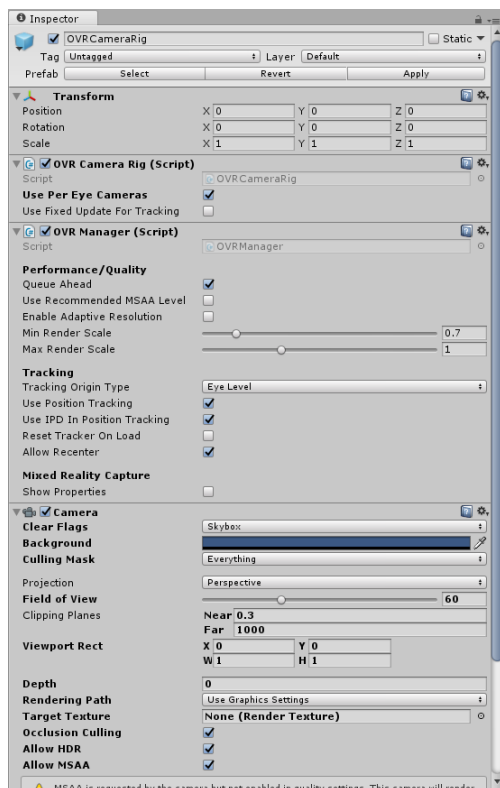 Inspector
OVRCameraRig Static
Tag Untagged Layer Default
Prefab Select Revert Apply
Transform
Position X 0 Y 0 Z 0
Rotation X 0 Y 0 Z 0
Scale X 1 Y 1 Z 1
OVR Camera Rig (Script)
Script OVRCameraRig
Use Per Eye Cameras
Use Fixed Update For Tracking
OVR Manager (Script)
Script OVRManager
Performance/Quality
Queue Ahead
Use Recommended MSAA Level
Enable Adaptive Resolution
Min Render Scale 0.7
Max Render Scale 1
Tracking
Tracking Origin Type Eye Level
Use Position Tracking
Use IPD In Position Tracking
Reset Tracker On Load
Allow Recenter
Mixed Reality Capture
Show Properties
Camera
Clear Flags Skybox
Background
Culling Mask Everything
Projection Perspective
Field of View 60
Clipping Planes Near 0.3
Far 1000
Viewport Rect X 0 Y 0
W 1 H 1
Depth 0
Rendering Path Use Graphics Settings
Target Texture None (Render Texture)
Occlusion Culling
Allow HDR
Allow MSAA
MSAA is requested by the camera but not enabled in quality settings. This camera will render